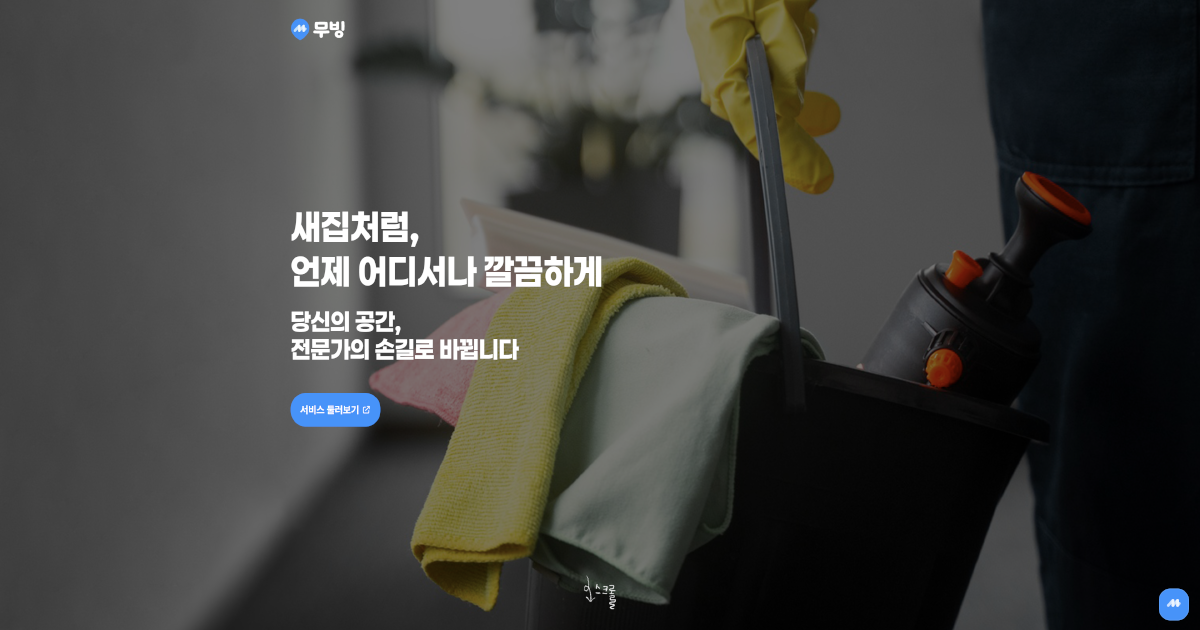 무빙
새집처럼,
언제 어디서나 깔끔하게
당신의 공간,
전문가의 손길로 바뀝니다
서비스 둘러보기
스크롤